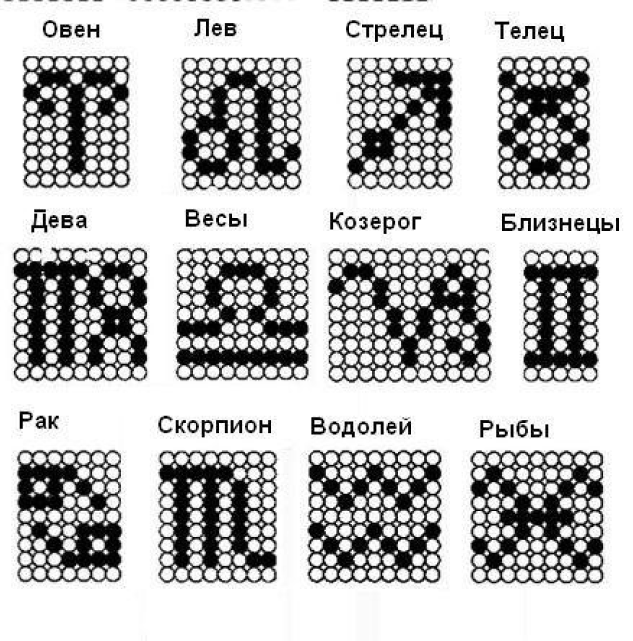 Овен Лев Стрелец Телец
Дева Весы Козерог Близнецы
Рак Скорпион Водолей Рыбы